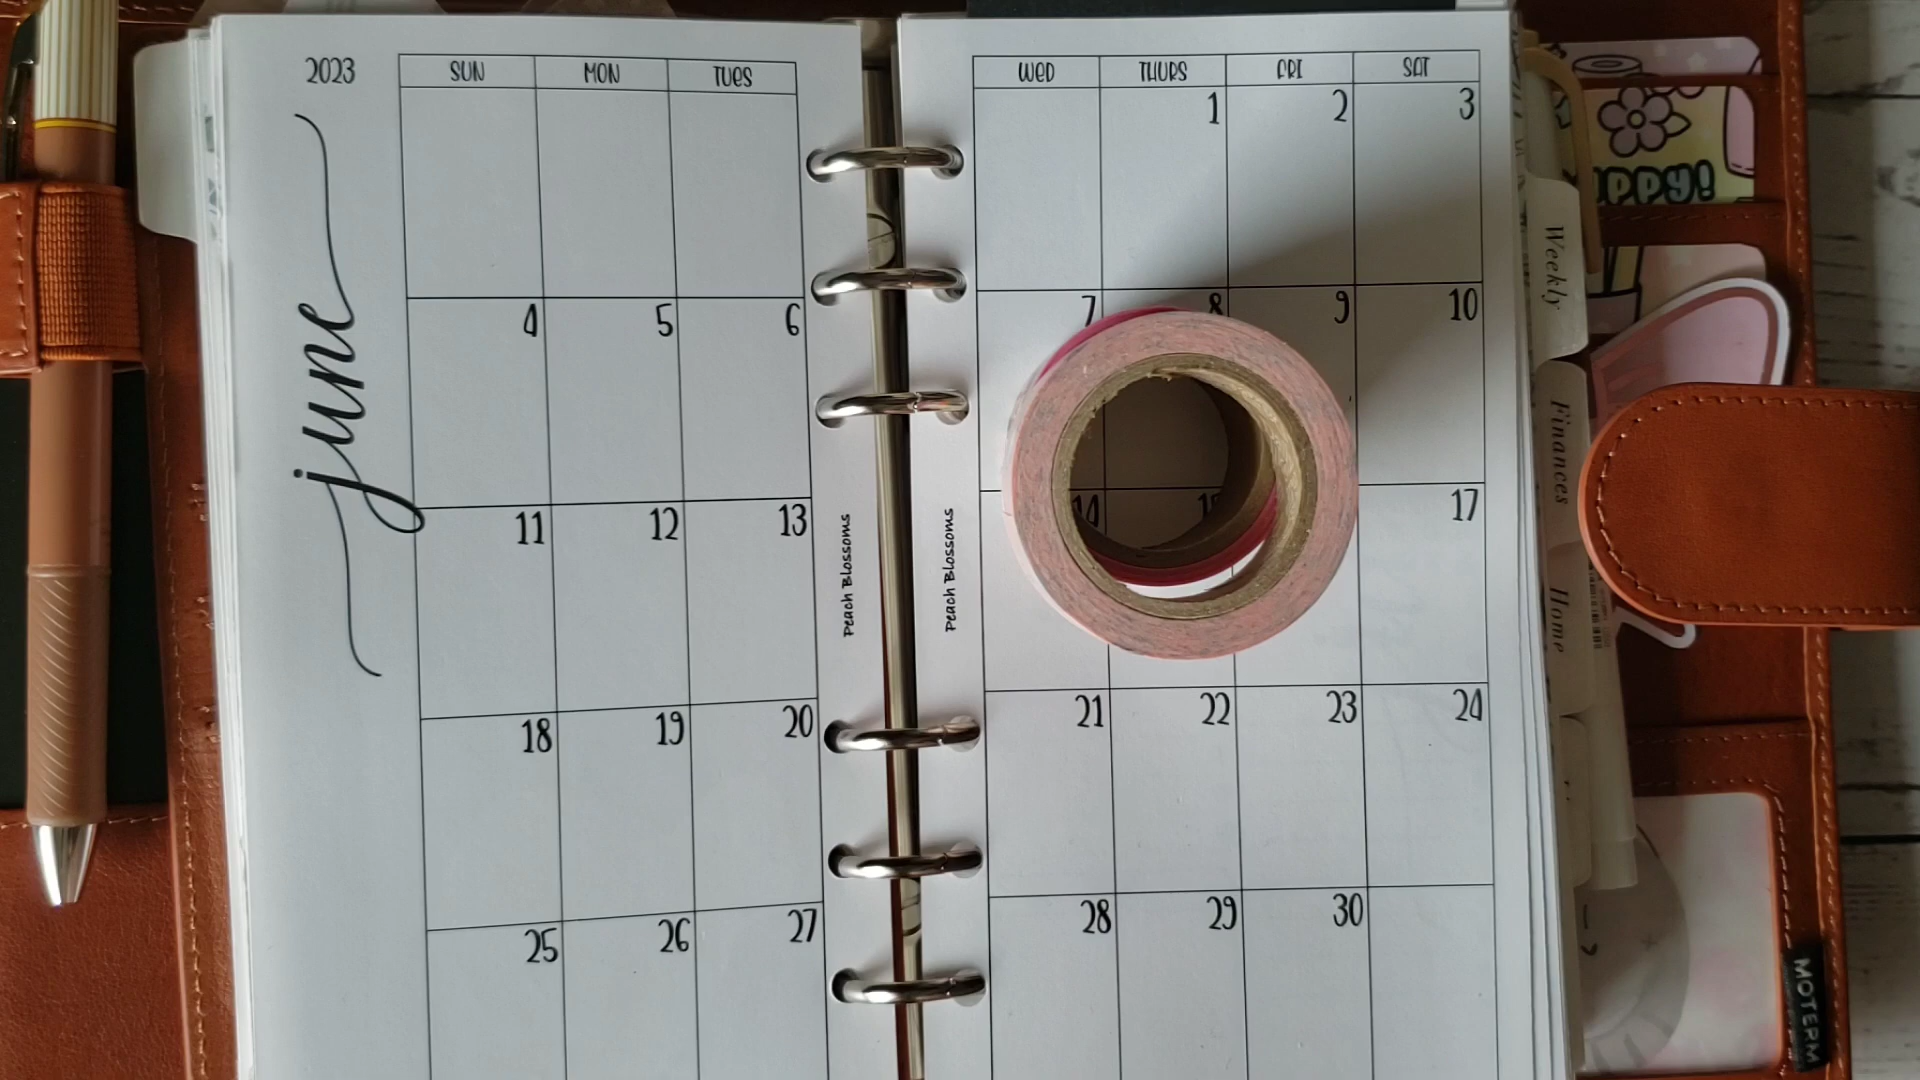 2023
june
SUN MON TUES
4 5 6
11 12 13
18 19 20
25 26 27
Peach Blossoms
Peach Blossoms
WED THURS FRI SAT
1 2 3
7 8 9 10
14 17
21 22 23 24
28 29 30
Weekly
Finances
Home
MOTERM